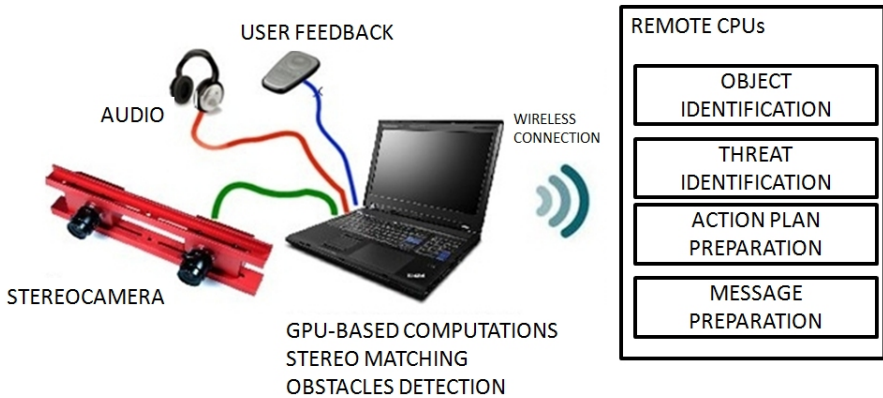 USER FEEDBACK
AUDIO
STEREOCAMERA
GPU-BASED COMPUTATIONS
STEREO MATCHING
OBSTACLES DETECTION
WIRELESS
CONNECTION
REMOTE CPUs
OBJECT
IDENTIFICATION
THREAT
IDENTIFICATION
ACTION PLAN
PREPARATION
MESSAGE
PREPARATION